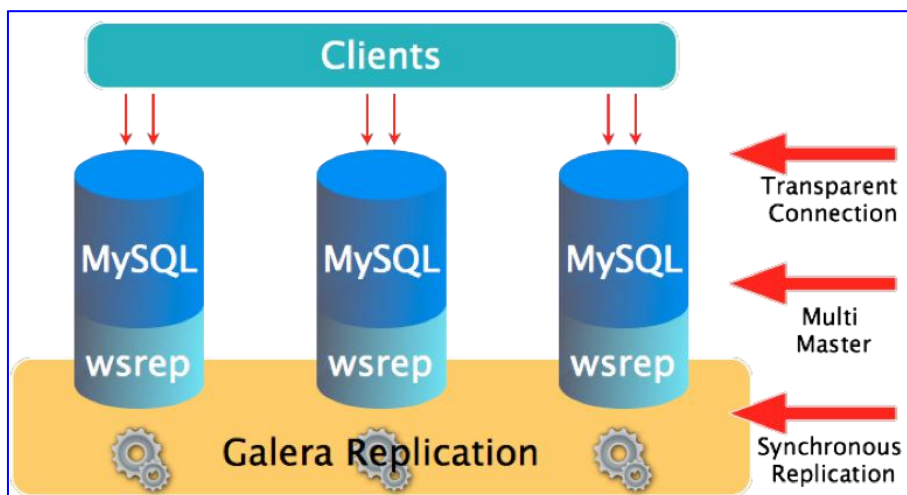 Clients
Transparent
Connection
MySQL MySQL MySQL
Multi
Master
wsrep wsrep wsrep
Galera Replication
Synchronous
Replication